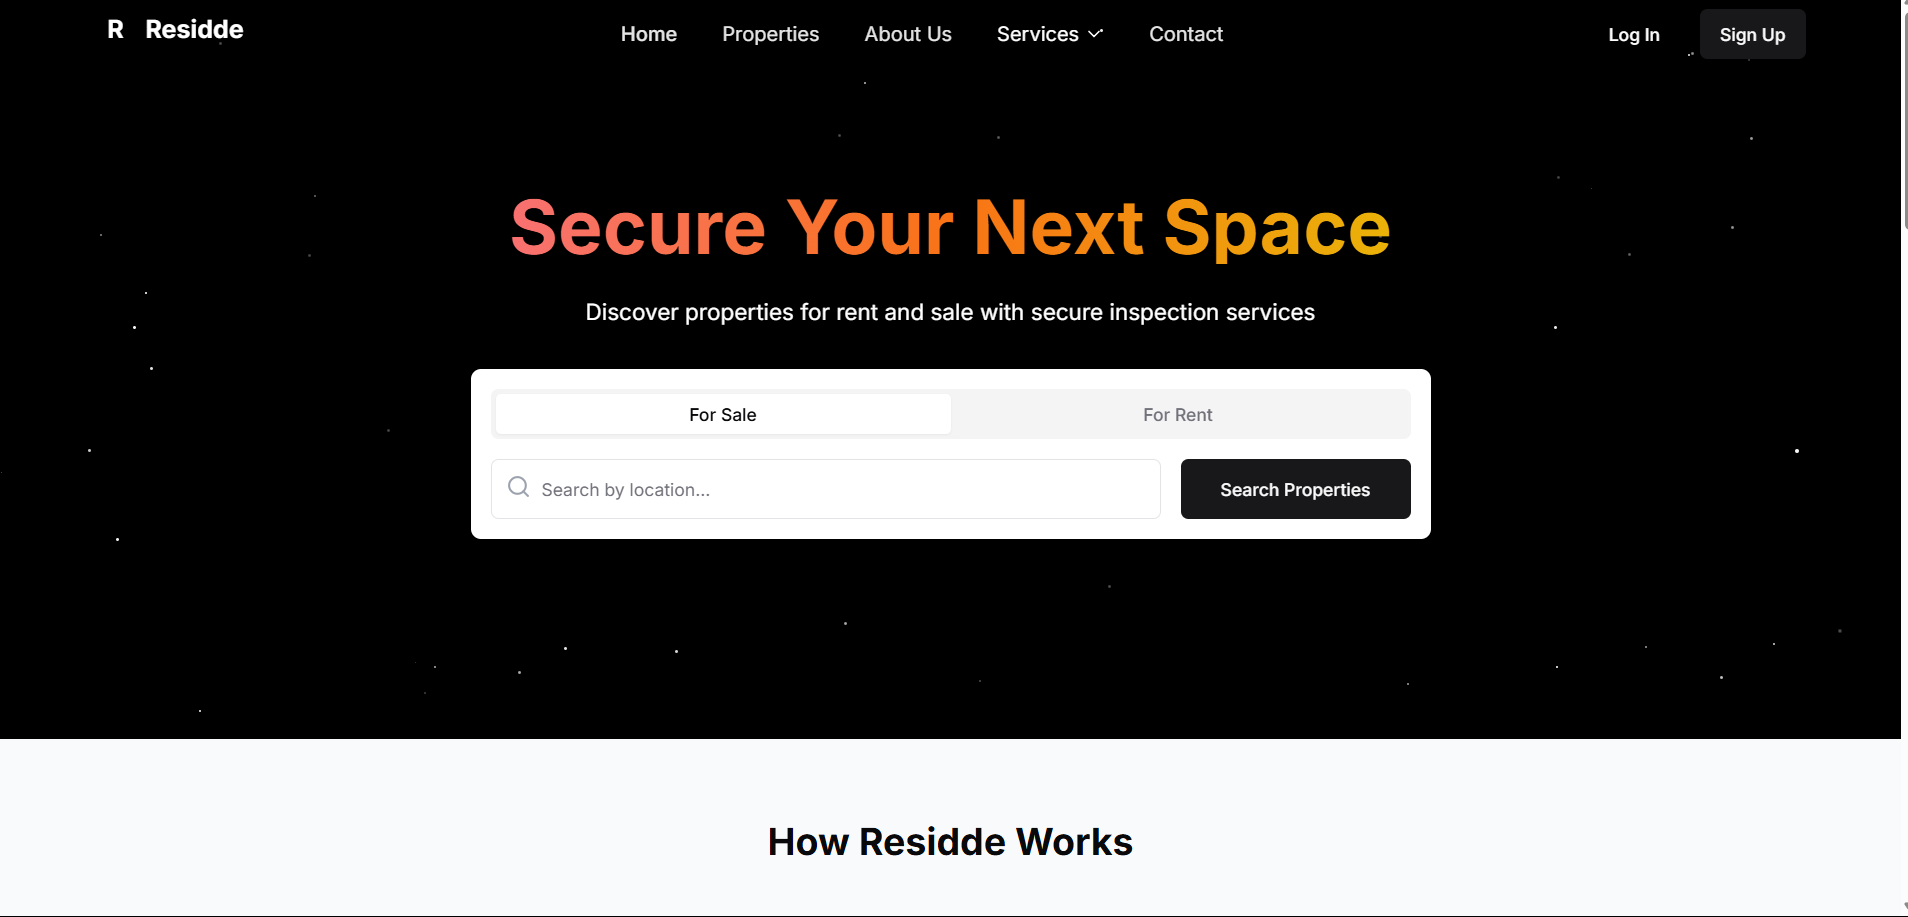 R Residde
Home Properties About Us Services Contact
Log In Sign Up
Secure Your Next Space
Discover properties for rent and sale with secure inspection services
For Sale For Rent
Search by location...
Search Properties
How Residde Works